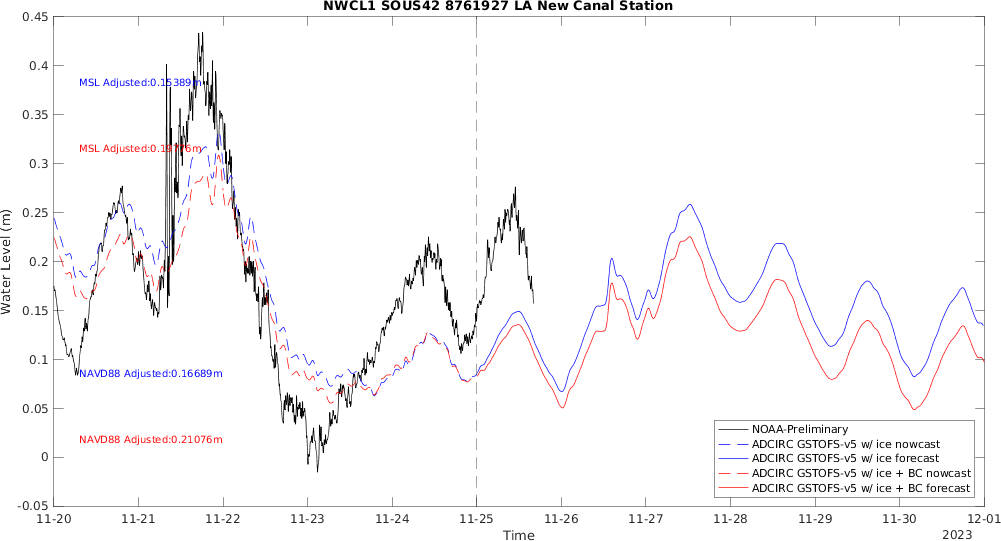 NWCL1 SOUS42 8761927 LA New Canal Station
0.45
0.4
0.35
0.3
0.25
0.2
0.15
0.1
0.05
0
-0.05
Water Level (m)
MSL Adjusted:0.15389m
MSL Adjusted:
NAVD88 Adjusted:0.16689m
NAVD88 Adjusted:0.21076m
NOAA-Preliminary
ADCIRC GSTOFS-v5 w/ ice nowcast
ADCIRC GSTOFS-v5 w/ ice forecast
ADCIRC GSTOFS-v5 w/ ice + BC nowcast
ADCIRC GSTOFS-v5 w/ ice + BC forecast
11-20 11-21 11-22 11-23 11-24 11-25 11-26 11-27 11-28 11-29 11-30 12-01
Time
2023